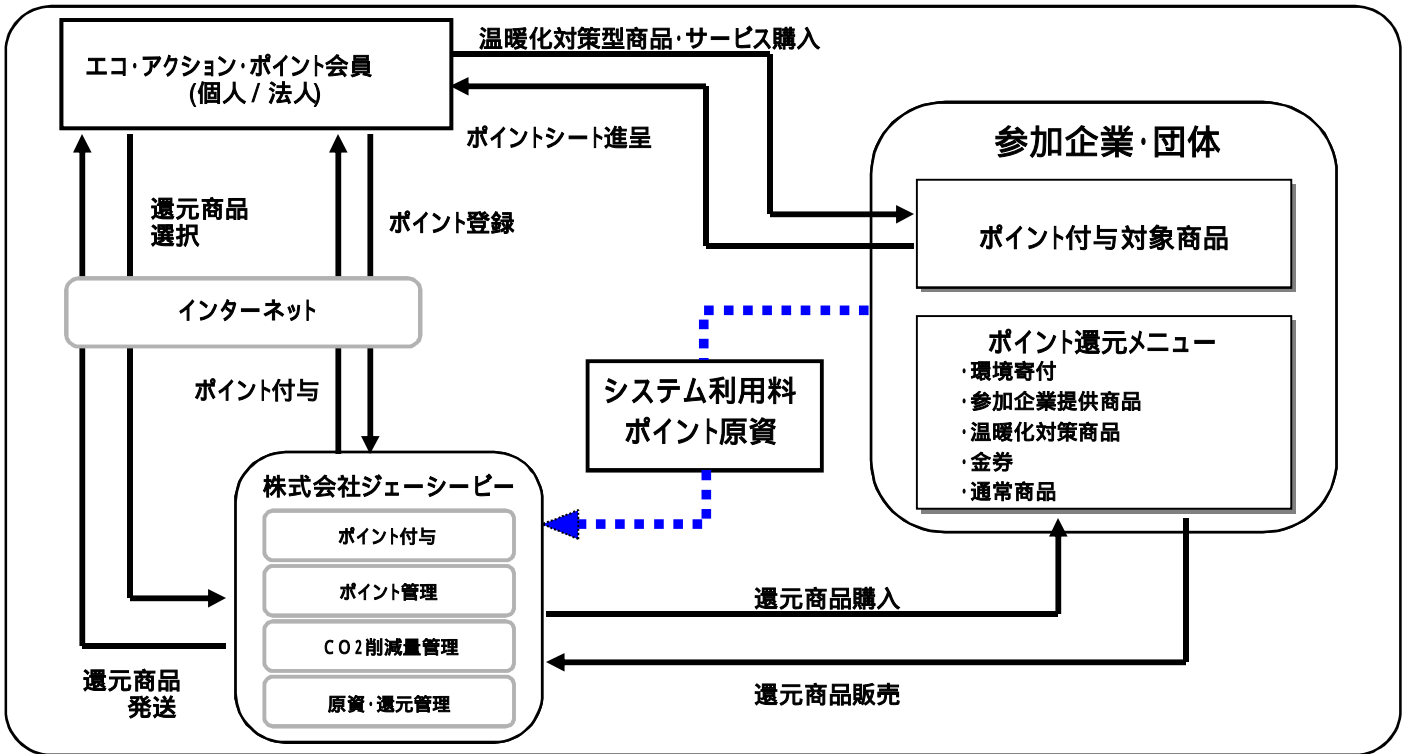 温暖化対策型商品･サービス購入
エコ･アクション･ポイント会員
(個人 / 法人)
ポイントシート進呈
参加企業･団体
還元商品
選択
ポイント登録
ポイント付与対象商品
インターネット
ポイント還元メニュー
･環境寄付
･参加企業提供商品
･温暖化対策商品
･金券
･通常商品
ポイント付与
システム利用料
ポイント原資
株式会社ジェーシービー
ポイント付与
ポイント管理
CO2削減量管理
原資･還元管理
還元商品購入
還元商品
発送
還元商品販売